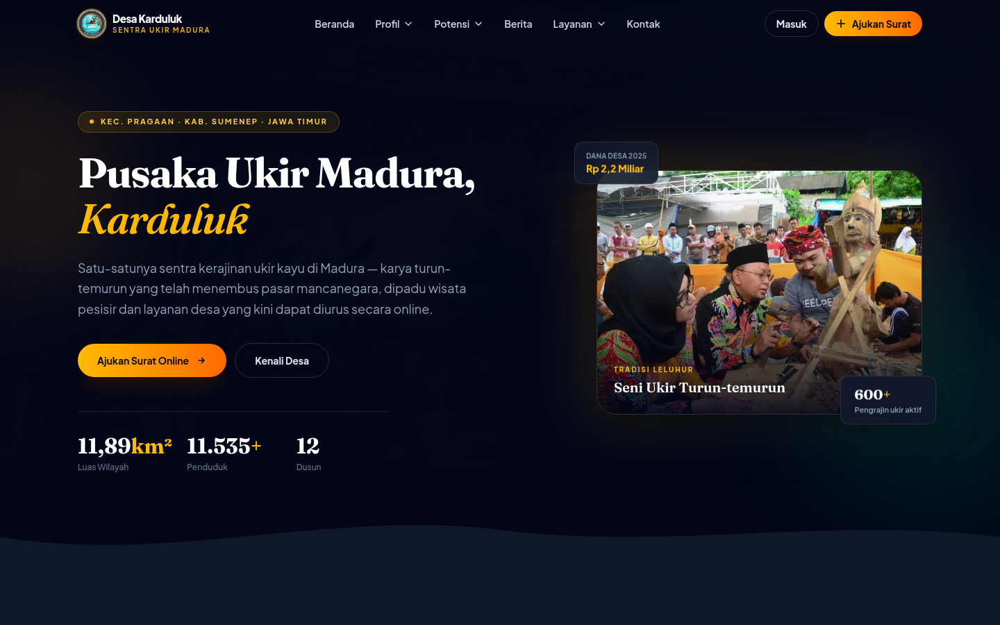 Desa Karduluk
SENTRA UKIR MADURA
Beranda
Profil
Potensi
Berita
Layanan
Kontak
Masuk
Ajukan Surat
KEC. PRAGAAN · KAB. SUMENEP · JAWA TIMUR
Pusaka Ukir Madura,
Karduluk
Satu-satunya sentra kerajinan ukir kayu di Madura — karya turun-
temurun yang telah menembus pasar mancanegara, dipadu wisata
pesisir dan layanan desa yang kini dapat diurus secara online.
Ajukan Surat Online
Kenali Desa
11,89km²
Luas Wilayah
11.535+
Penduduk
12
Dusun
DANA DESA 2025
Rp 2,2 Miliar
TRADISI LELUHUR
Seni Ukir Turun-temurun
600+
Pengrajin ukir aktif